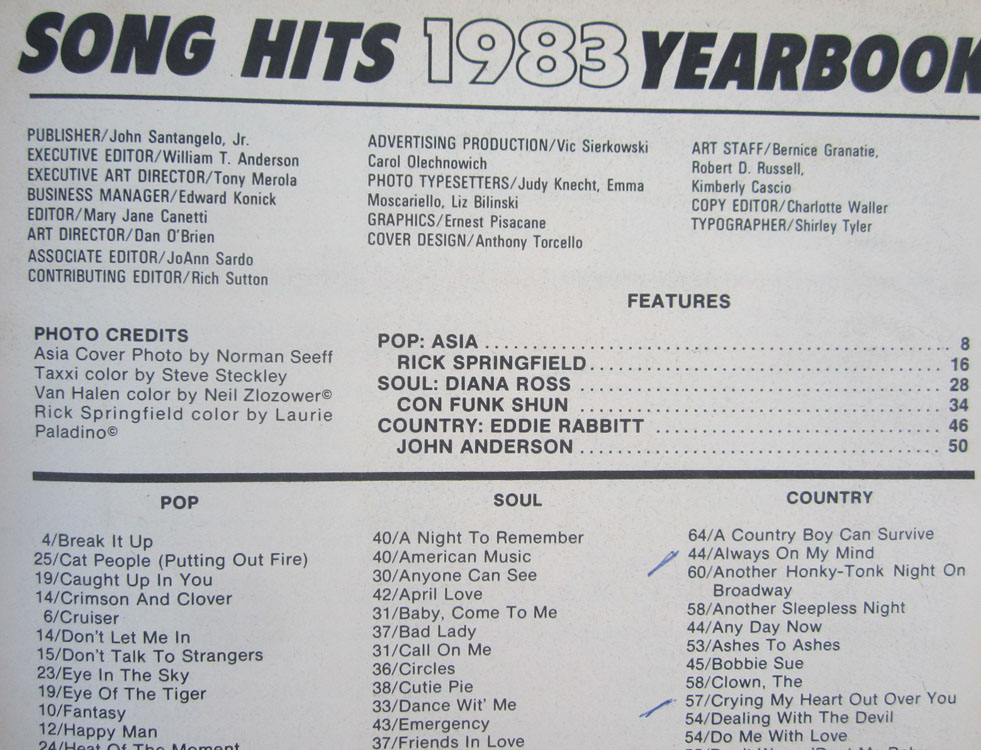 SONG HITS 1983 YEARBOOK
PUBLISHER/John Santangelo, Jr.
EXECUTIVE EDITOR/William T. Anderson
EXECUTIVE ART DIRECTOR/Tony Merola
BUSINESS MANAGER/Edward Konick
EDITOR/Mary Jane Canetti
ART DIRECTOR/Dan O'Brien
ASSOCIATE EDITOR/JoAnn Sardo
CONTRIBUTING EDITOR/Rich Sutton
ADVERTISING PRODUCTION/Vic Sierkowski
Carol Olechnowich
PHOTO TYPESETTERS/Judy Knecht, Emma
Moscariello, Liz Bilinski
GRAPHICS/Ernest Pisacane
COVER DESIGN/Anthony Torcello
ART STAFF/Bernice Granatie,
Robert D. Russell,
Kimberly Cascio
COPY EDITOR/Charlotte Waller
TYPOGRAPHER/Shirley Tyler
PHOTO CREDITS
Asia Cover Photo by Norman Seeff
Taxxi color by Steve Steckley
Van Halen color by Neil Zlozower©
Rick Springfield color by Laurie
Paladino©
FEATURES
POP: ASIA ........................................ 8
RICK SPRINGFIELD ........................................ 16
SOUL: DIANA ROSS ........................................ 28
CON FUNK SHUN ........................................ 34
COUNTRY: EDDIE RABBITT ........................................ 46
JOHN ANDERSON ........................................ 50
POP
4/Break It Up
25/Cat People (Putting Out Fire)
19/Caught Up In You
14/Crimson And Clover
6/Cruiser
14/Don't Let Me In
15/Don't Talk To Strangers
23/Eye In The Sky
19/Eye Of The Tiger
10/Fantasy
12/Happy Man
24/Heat Of The Moment
SOUL
40/A Night To Remember
40/American Music
30/Anyone Can See
42/April Love
31/Baby, Come To Me
37/Bad Lady
31/Call On Me
36/Circles
38/Cutie Pie
33/Dance Wit' Me
43/Emergency
37/Friends In Love
COUNTRY
64/A Country Boy Can Survive
44/Always On My Mind
60/Another Honky-Tonk Night On
Broadway
58/Another Sleepless Night
44/Any Day Now
53/Ashes To Ashes
45/Bobbie Sue
58/Clown, The
57/Crying My Heart Out Over You
54/Dealing With The Devil
54/Do Me With Love